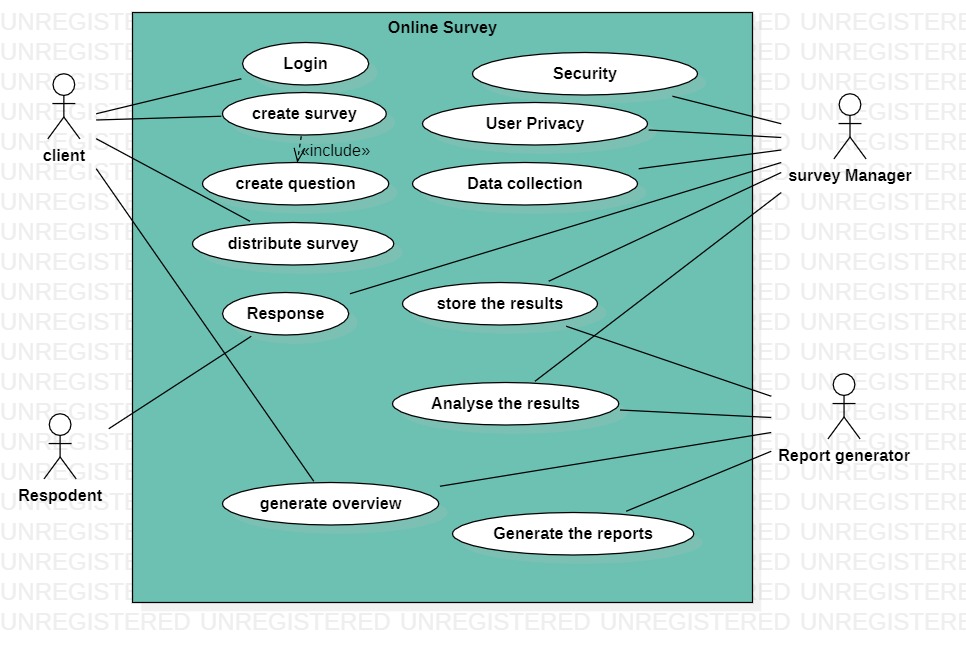 Online Survey
Login
Security
create survey
User Privacy
client
«include»
survey Manager
create question
Data collection
distribute survey
Response
store the results
Analyse the results
Report generator
Respodent
generate overview
Generate the reports
UNREGISTERED UNREGISTERED UNREGISTERED UNREGISTERED UNREGISTERE